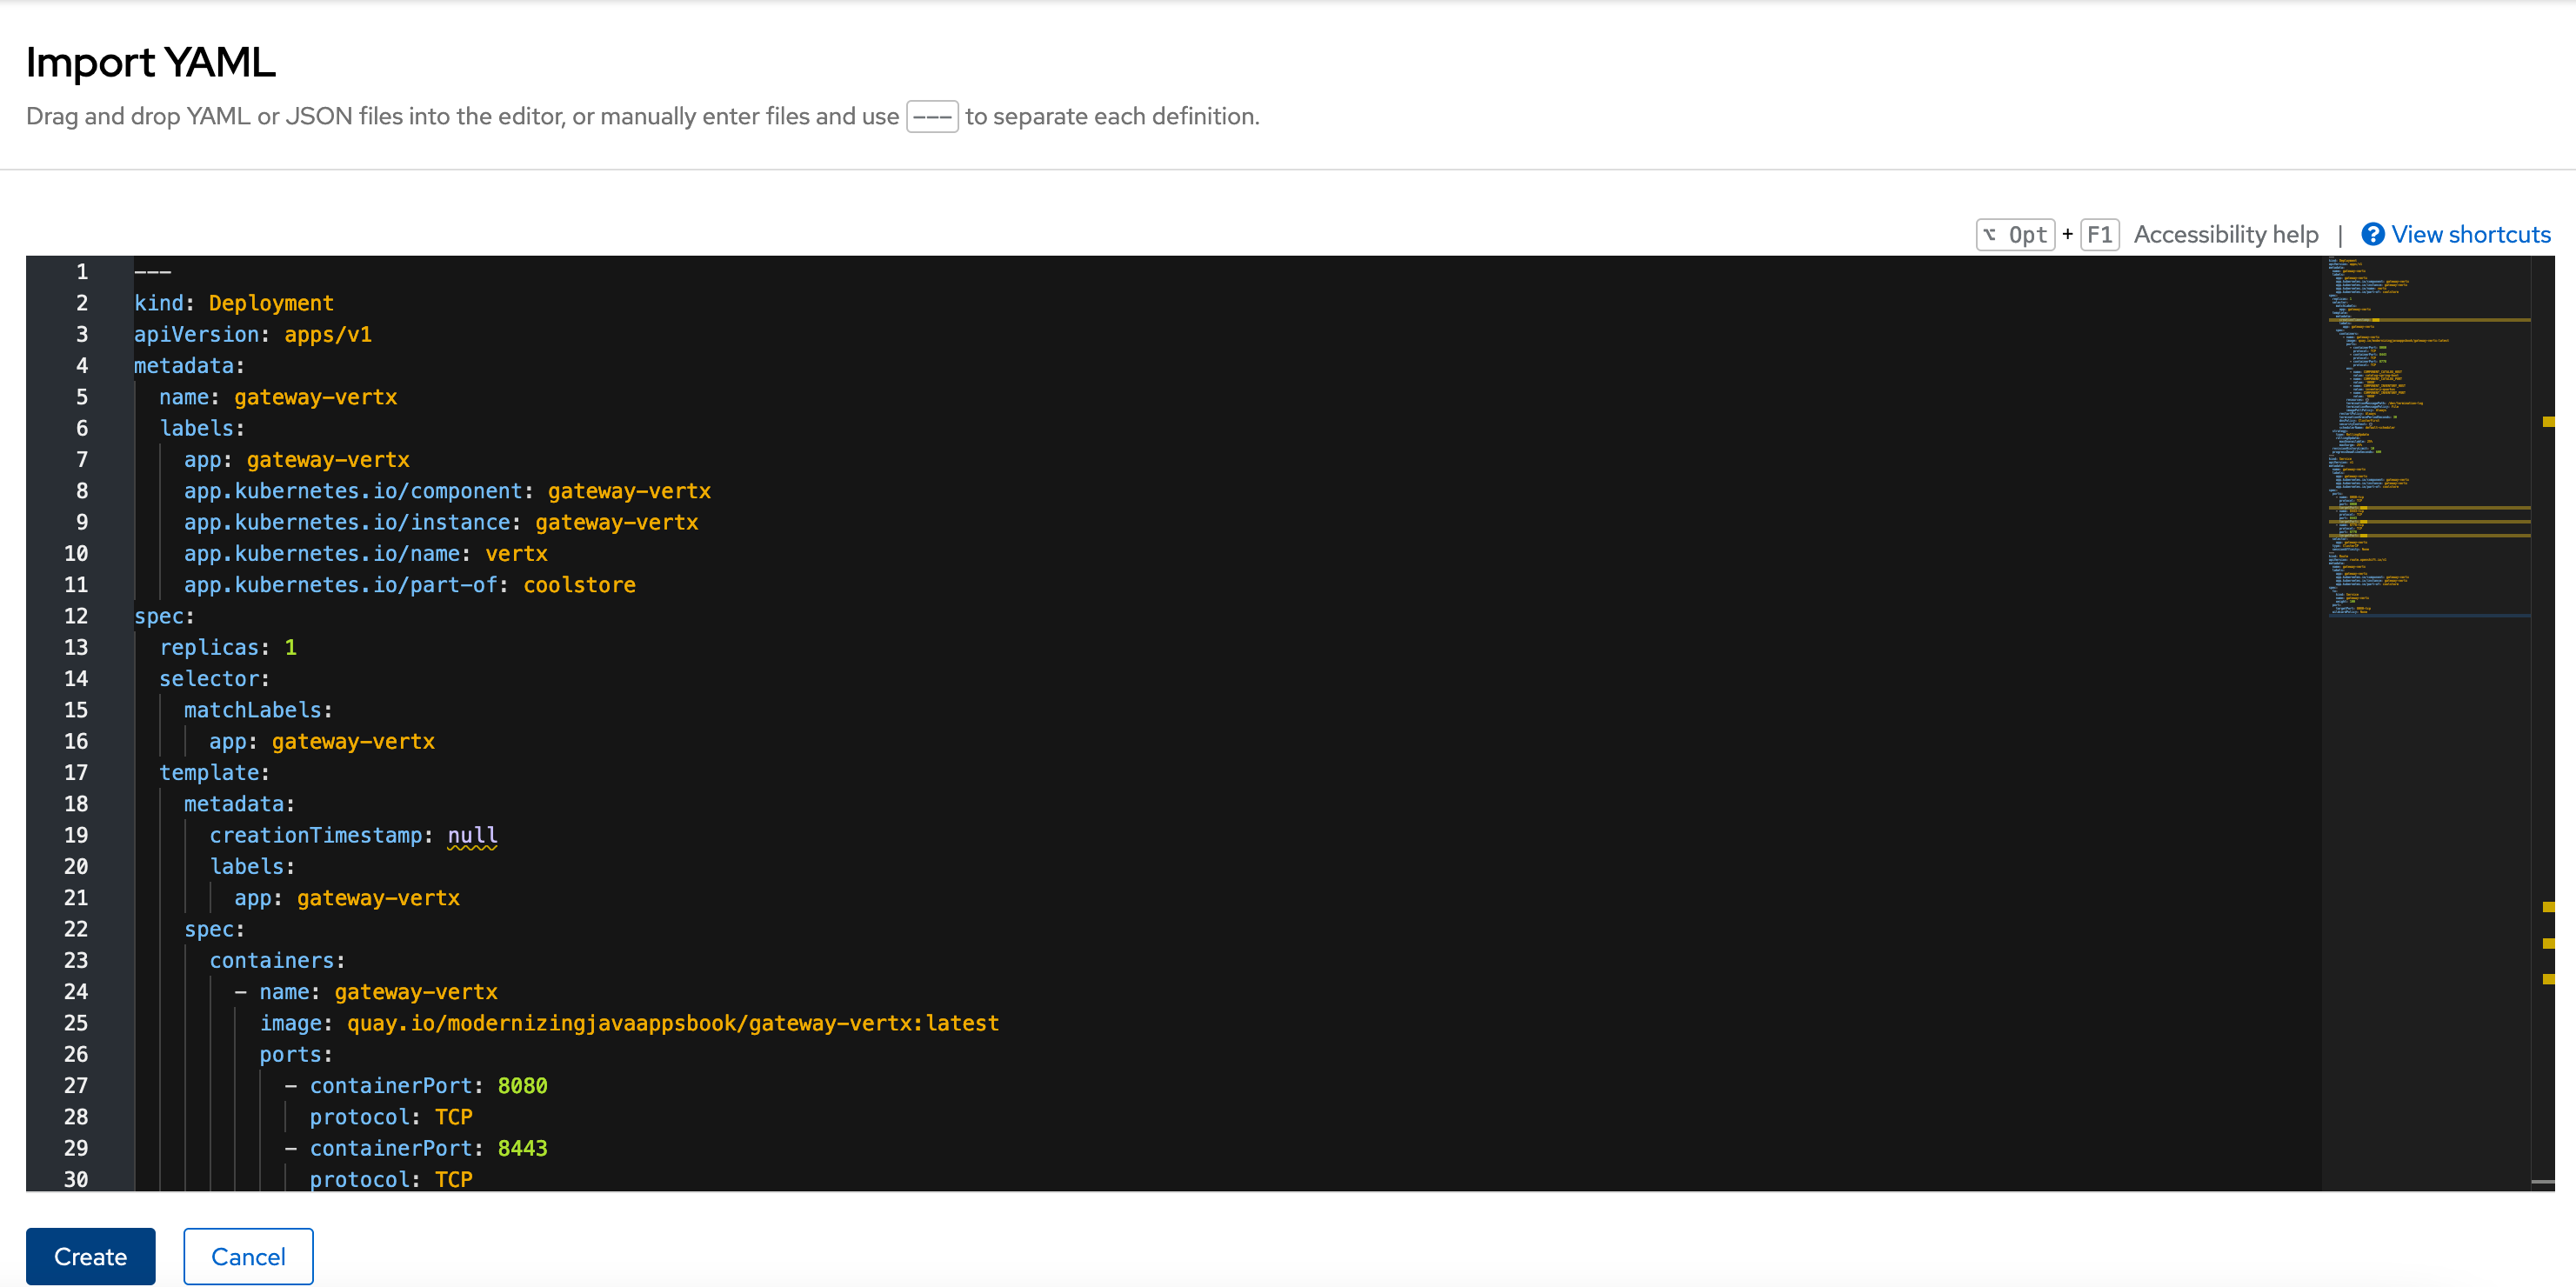 Import YAML
Drag and drop YAML or JSON files into the editor, or manually enter files and use --- to separate each definition.
⌥ Opt + F1 Accessibility help | View shortcuts
1 ---
2 kind: Deployment
3 apiVersion: apps/v1
4 metadata:
5   name: gateway-vertx
6   labels:
7     app: gateway-vertx
8     app.kubernetes.io/component: gateway-vertx
9     app.kubernetes.io/instance: gateway-vertx
10     app.kubernetes.io/name: vertx
11     app.kubernetes.io/part-of: coolstore
12 spec:
13   replicas: 1
14   selector:
15     matchLabels:
16       app: gateway-vertx
17   template:
18     metadata:
19       creationTimestamp: null
20       labels:
21         app: gateway-vertx
22     spec:
23       containers:
24         - name: gateway-vertx
25           image: quay.io/modernizingjavaappsbook/gateway-vertx:latest
26           ports:
27             - containerPort: 8080
28               protocol: TCP
29             - containerPort: 8443
30               protocol: TCP
Create Cancel